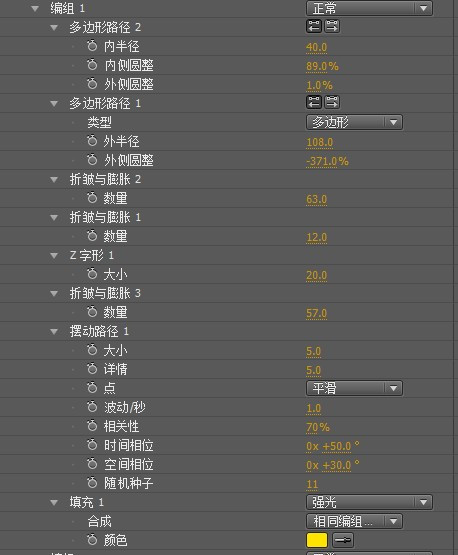 编组 1 正常
多边形路径 2
内半径 40.0
内侧圆整 89.0%
外侧圆整 1.0%
多边形路径 1
类型 多边形
外半径 108.0
外侧圆整 -371.0%
折皱与膨胀 2
数量 63.0
折皱与膨胀 1
数量 12.0
Z 字形 1
大小 20.0
折皱与膨胀 3
数量 57.0
摆动路径 1
大小 5.0
详情 5.0
点 平滑
波动/秒 1.0
相关性 70%
时间相位 0x +50.0 °
空间相位 0x +30.0 °
随机种子 11
填充 1 强光
合成 相同编组...
颜色